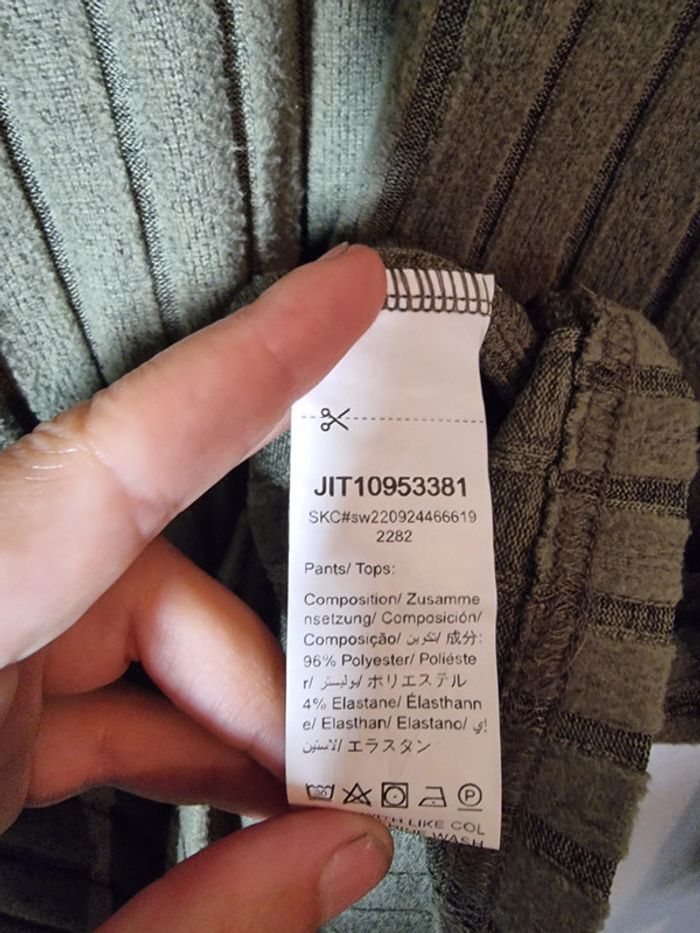 JIT10953381
SKC#sw220924466619
2282
Pants/ Tops:
Composition/ Zusamme
nsetzung/ Composición/
Composição/ تكوين/ 成分:
96% Polyester/ Poliéste
r/ بوليستر/ ポリエステル
4% Elastane/ Élasthann
e/ Elasthan/ Elastano/ إي
لاستين/ エラスタン
30 P
LIKE COL
WASH